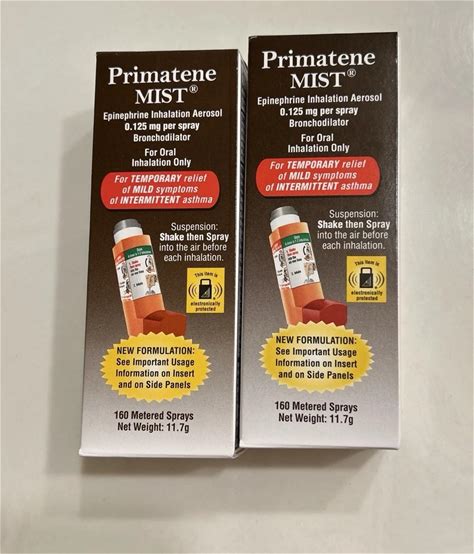 Primatene
MIST®
Epinephrine Inhalation Aerosol
0.125 mg per spray
Bronchodilator
For Oral
Inhalation Only
For TEMPORARY relief
of MILD symptoms
of INTERMITTENT asthma
Suspension:
Shake then Spray
into the air before
each inhalation.
This item is
electronically
protected
NEW FORMULATION:
See Important Usage
Information on Insert
and on Side Panels
160 Metered Sprays
Net Weight: 11.7g
Primatene
MIST®
Epinephrine Inhalation Aerosol
0.125 mg per spray
Bronchodilator
For Oral
Inhalation Only
For TEMPORARY relief
of MILD symptoms
of INTERMITTENT asthma
Suspension:
Shake then Spray
into the air before
each inhalation.
This item is
electronically
protected
NEW FORMULATION:
See Important Usage
Information on Insert
and on Side Panels
160 Metered Sprays
Net Weight: 11.7g